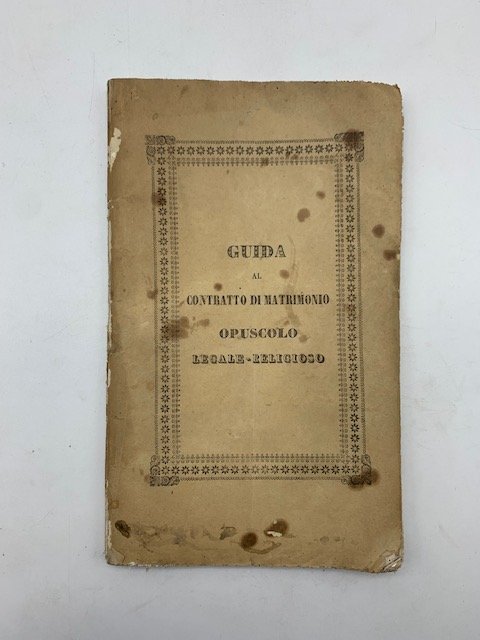 GUIDA
AL
CONTRATTO DI MATRIMONIO
OPUSCOLO
LEGALE-RELIGIOSO